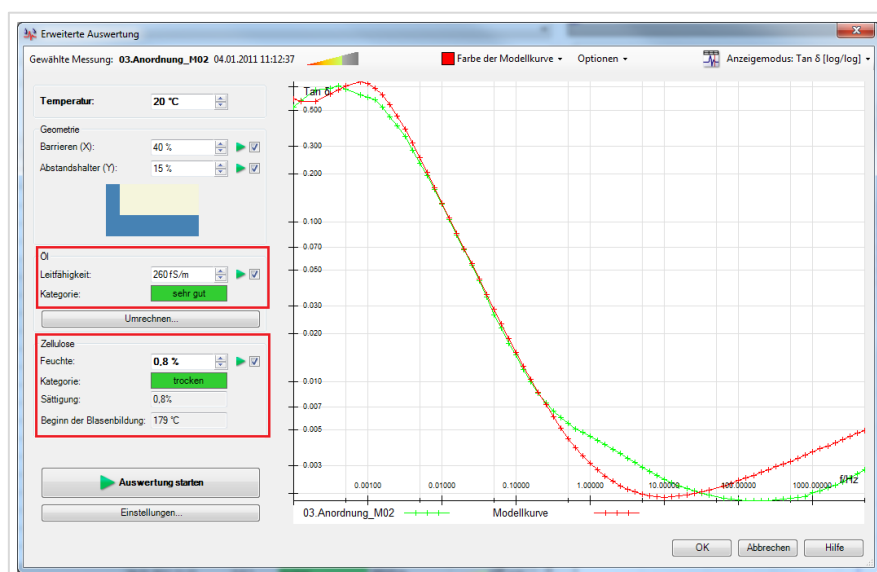 Erweiterte Auswertung
Gewählte Messung: 03.Anordnung_M02 04.01.2011 11:12:37
Farbe der Modellkurve
Optionen
Anzeigemodus: Tan δ [log/log]
Temperatur: 20 °C
Geometrie
Barrieren (X): 40 %
Abstandshalter (Y): 15 %
Öl
Leitfähigkeit: 260 fS/m
Kategorie: sehr gut
Umrechnen...
Zellulose
Feuchte: 0,8 %
Kategorie: trocken
Sättigung: 0,8%
Beginn der Blasenbildung: 179 °C
Auswertung starten
Einstellungen...
Tan δ
0.500
0.300
0.200
0.100
0.070
0.050
0.030
0.020
0.010
0.007
0.005
0.003
0.00100 0.01000 0.10000 1.00000 10.00000 100.00000 1000.00000 f/Hz
03.Anordnung_M02 Modellkurve
OK Abbrechen Hilfe